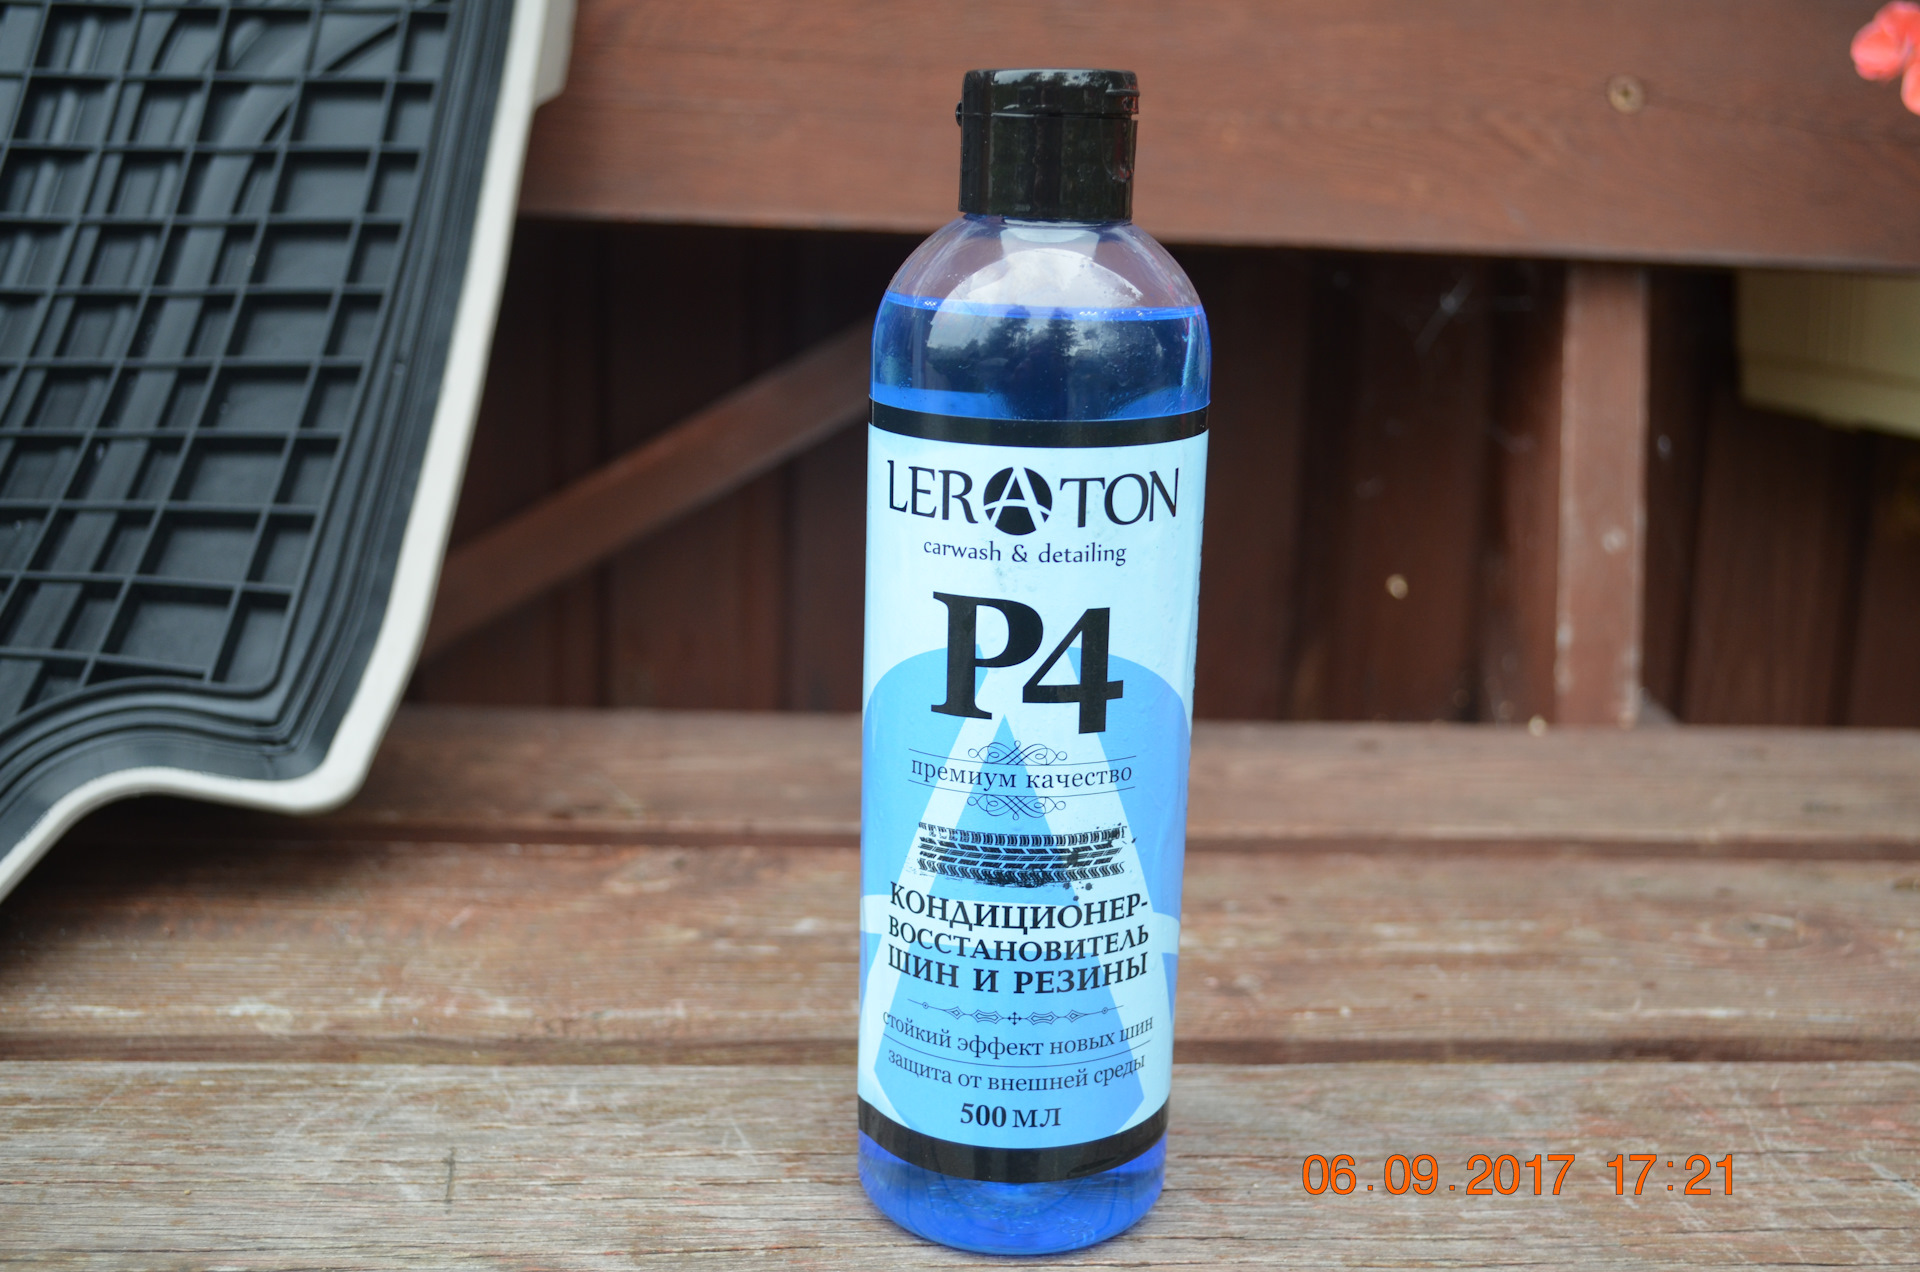 LERATON
carwash & detailing
P4
премиум качество
КОНДИЦИОНЕР-
ВОССТАНОВИТЕЛЬ
ШИН И РЕЗИНЫ
стойкий эффект новых шин
защита от внешней среды
500 МЛ
06.09.2017 17:21